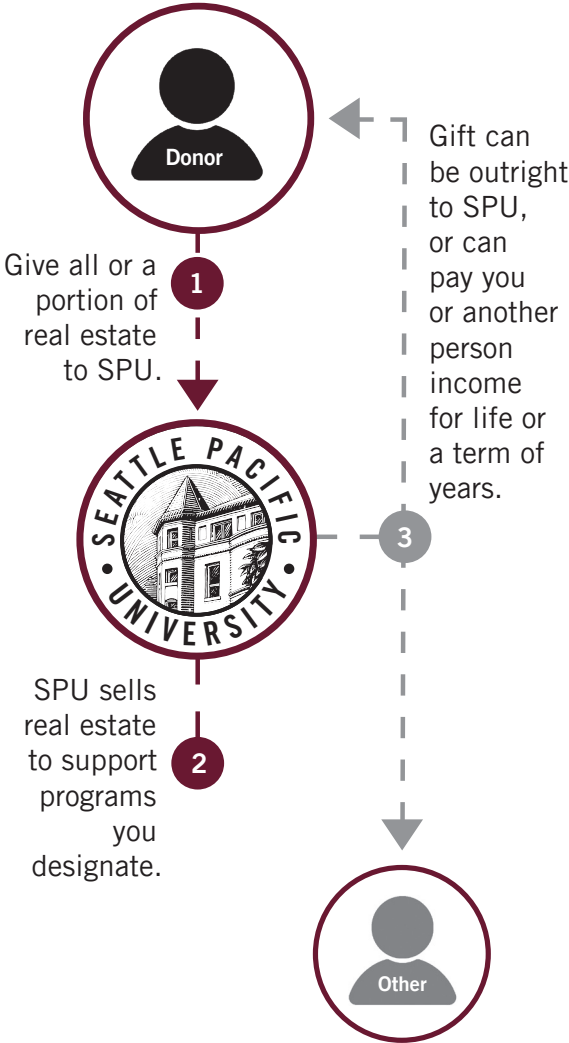 Donor
Gift can
be outright
to SPU,
or can
pay you
or another
person
income
for life or
a term of
years.
Give all or a
portion of
real estate
to SPU.
1
SEATTLE PACIFIC
• UNIVERSITY •
3
SPU sells
real estate
to support
programs
you
designate.
2
Other